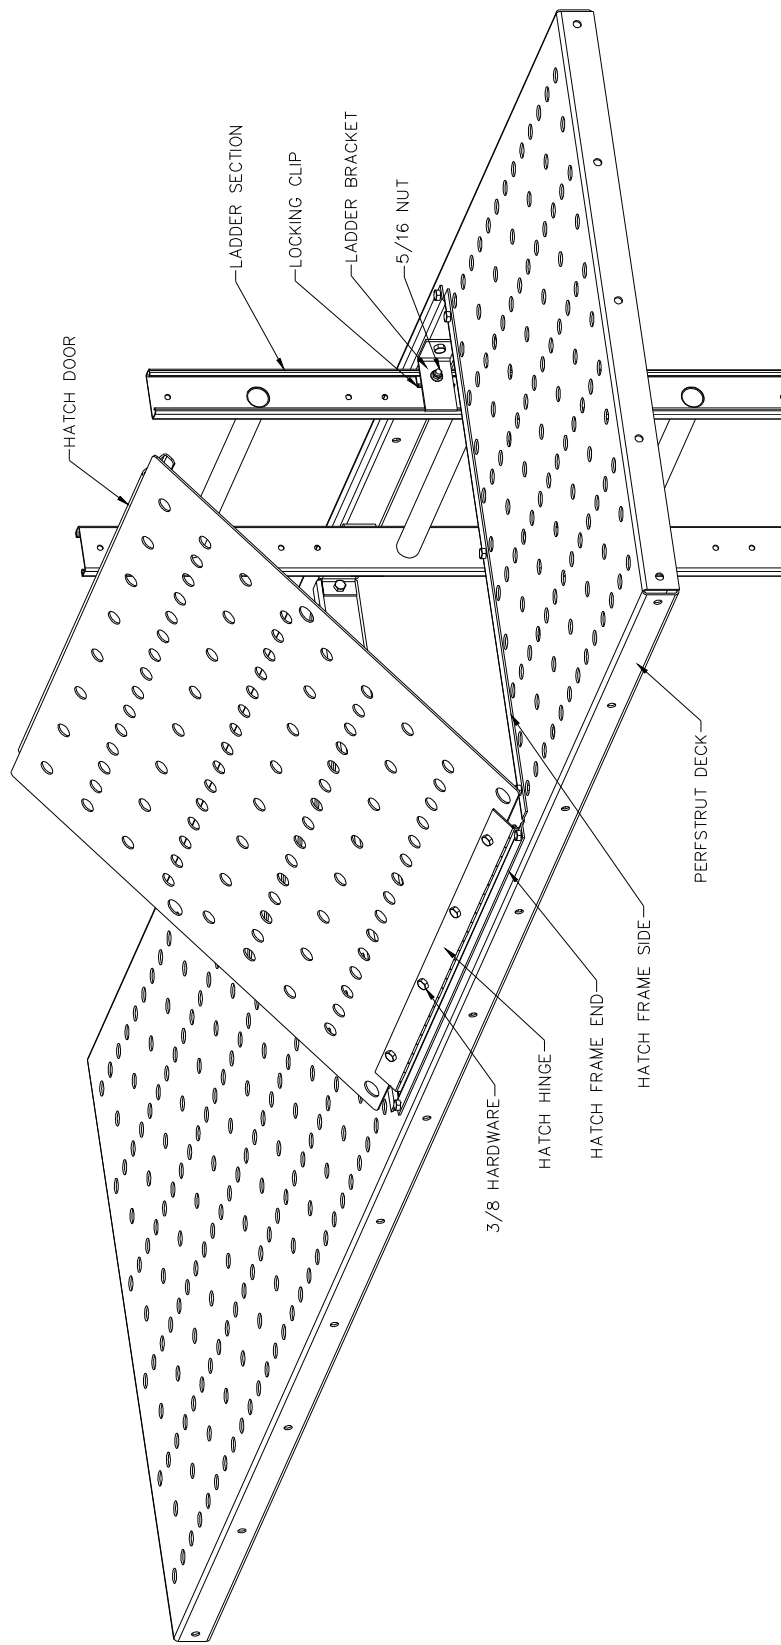 HATCH DOOR
LADDER SECTION
LOCKING CLIP
LADDER BRACKET
5/16 NUT
3/8 HARDWARE
HATCH HINGE
HATCH FRAME END
HATCH FRAME SIDE
PERFSTRUT DECK